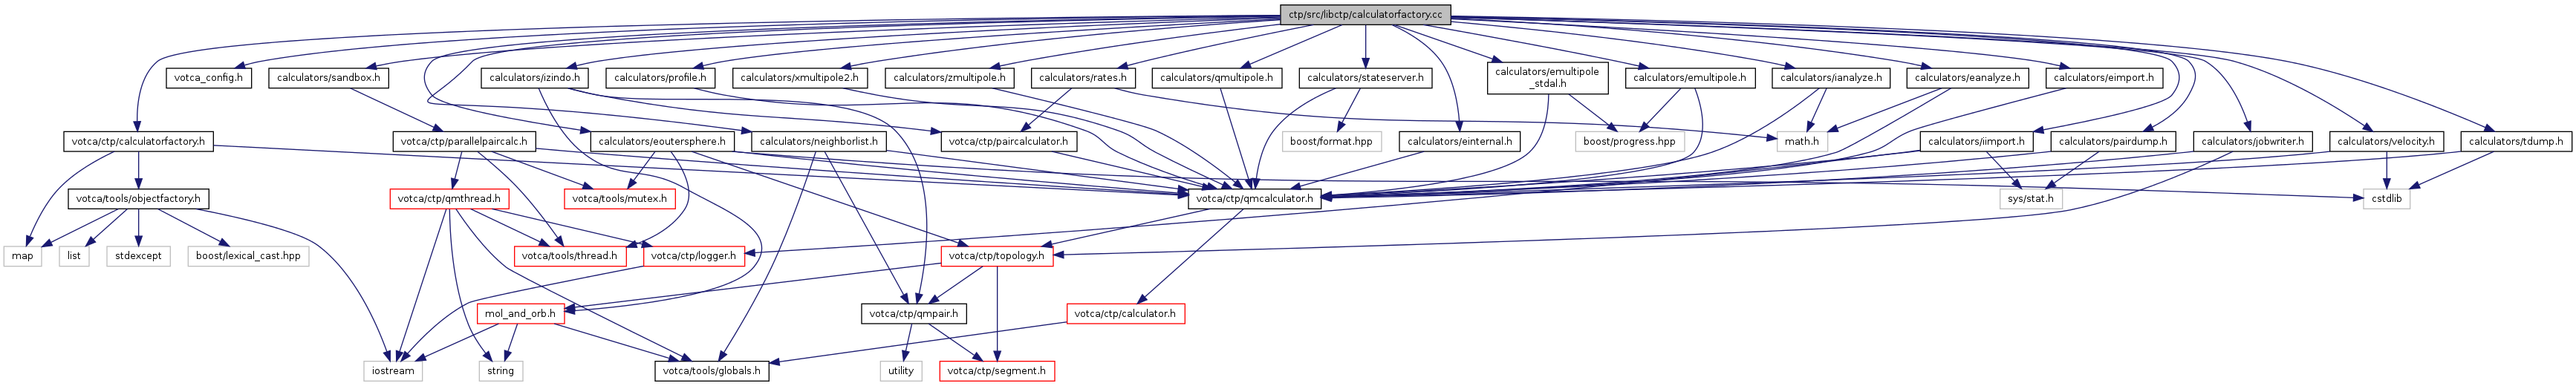 ctp/src/libctp/calculatorfactory.cc
votca_config.h
calculators/sandbox.h
calculators/izindo.h
calculators/profile.h
calculators/xmultipole2.h
calculators/zmultipole.h
calculators/rates.h
calculators/qmultipole.h
calculators/stateserver.h
calculators/emultipole
_stdal.h
calculators/emultipole.h
calculators/ianalyze.h
calculators/eanalyze.h
calculators/eimport.h
votca/ctp/calculatorfactory.h
votca/ctp/parallelpaircalc.h
calculators/eoutersphere.h
calculators/neighborlist.h
votca/ctp/paircalculator.h
boost/format.hpp
calculators/einternal.h
boost/progress.hpp
math.h
calculators/iimport.h
calculators/pairdump.h
calculators/jobwriter.h
calculators/velocity.h
calculators/tdump.h
votca/tools/objectfactory.h
votca/ctp/qmthread.h
votca/tools/mutex.h
votca/ctp/qmcalculator.h
sys/stat.h
cstdlib
map
list
stdexcept
boost/lexical_cast.hpp
votca/tools/thread.h
votca/ctp/logger.h
votca/ctp/topology.h
mol_and_orb.h
votca/ctp/qmpair.h
votca/ctp/calculator.h
iostream
string
votca/tools/globals.h
utility
votca/ctp/segment.h